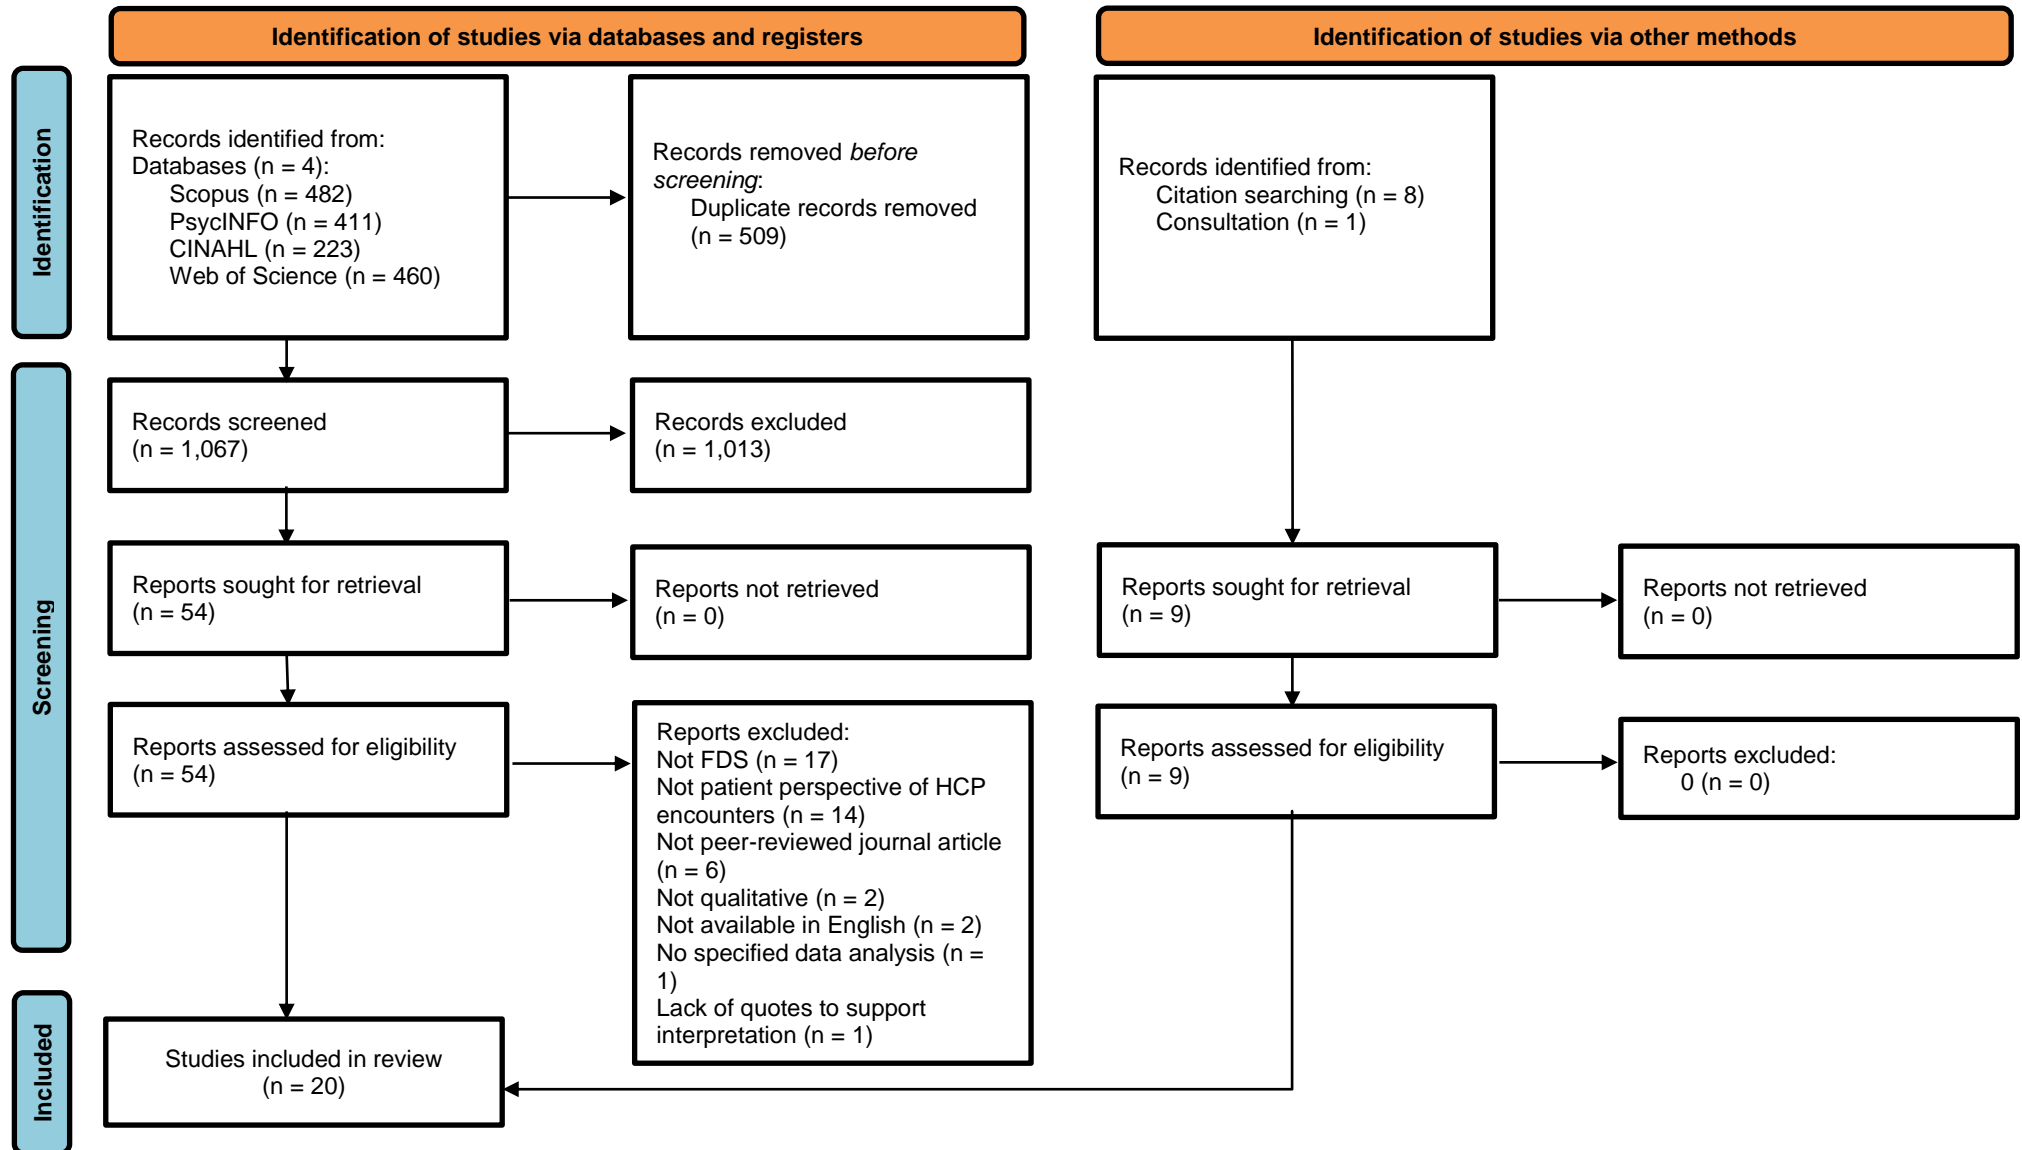 Identification of studies via databases and registers
Identification of studies via other methods
Identification
Records identified from:
Databases (n = 4):
Scopus (n = 482)
PsycINFO (n = 411)
CINAHL (n = 223)
Web of Science (n = 460)
Records removed before
screening:
Duplicate records removed
(n = 509)
Records identified from:
Citation searching (n = 8)
Consultation (n = 1)
Screening
Records screened
(n = 1,067)
Records excluded
(n = 1,013)
Reports sought for retrieval
(n = 54)
Reports not retrieved
(n = 0)
Reports sought for retrieval
(n = 9)
Reports not retrieved
(n = 0)
Reports assessed for eligibility
(n = 54)
Reports excluded:
Not FDS (n = 17)
Not patient perspective of HCP
encounters (n = 14)
Not peer-reviewed journal article
(n = 6)
Not qualitative (n = 2)
Not available in English (n = 2)
No specified data analysis (n =
1)
Lack of quotes to support
interpretation (n = 1)
Reports assessed for eligibility
(n = 9)
Reports excluded:
0 (n = 0)
Included
Studies included in review
(n = 20)